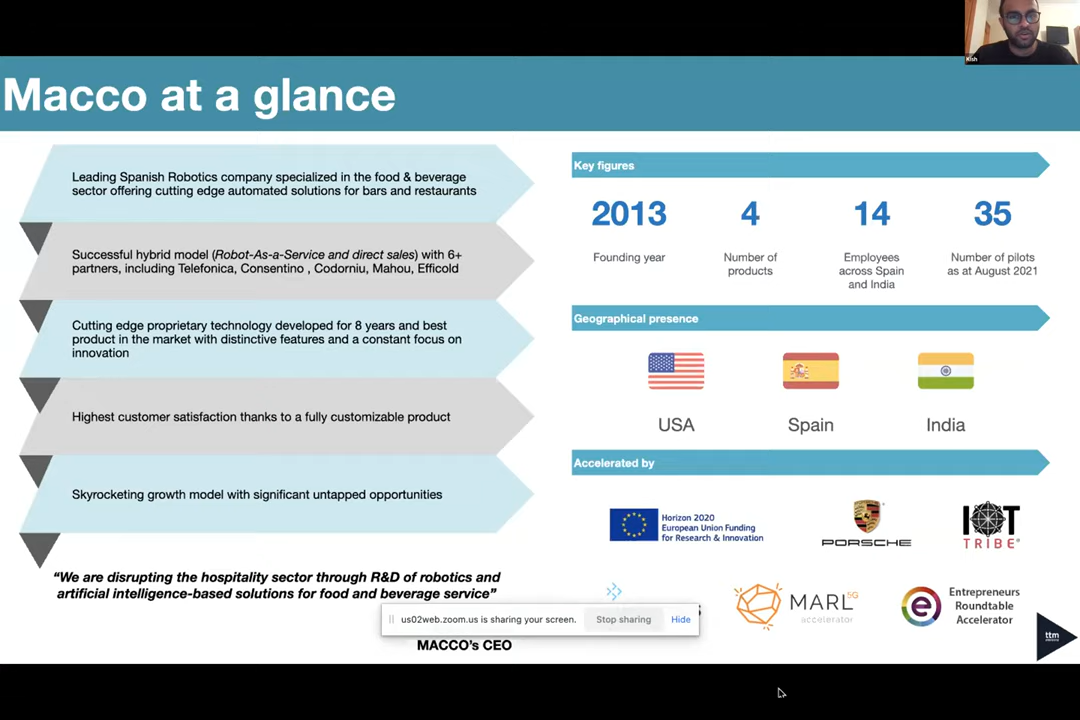 Kish
Macco at a glance
Leading Spanish Robotics company specialized in the food & beverage
sector offering cutting edge automated solutions for bars and restaurants
Successful hybrid model (Robot-As-a-Service and direct sales) with 6+
partners, including Telefonica, Consentino , Codorniu, Mahou, Efficold
Cutting edge proprietary technology developed for 8 years and best
product in the market with distinctive features and a constant focus on
innovation
Highest customer satisfaction thanks to a fully customizable product
Skyrocketing growth model with significant untapped opportunities
“We are disrupting the hospitality sector through R&D of robotics and
artificial intelligence-based solutions for food and beverage service”
MACCO's CEO
Key figures
2013
Founding year
4
Number of
products
14
Employees
across Spain
and India
35
Number of pilots
as at August 2021
Geographical presence
USA
Spain
India
Accelerated by
Horizon 2020
European Union Funding
for Research & Innovation
PORSCHE
IOT
TRIBE
MARL 5G
accelerator
e
Entrepreneurs
Roundtable
Accelerator
us02web.zoom.us is sharing your screen.
Stop sharing
Hide
ttm